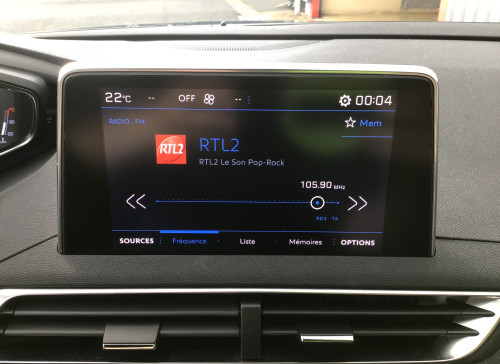 22°C -- OFF -- 00:04
RADIO : FM
Mem
RTL2
RTL2
RTL2 Le Son Pop-Rock
105.90 MHz
RDS TA
SOURCES Fréquence Liste Mémoires OPTIONS